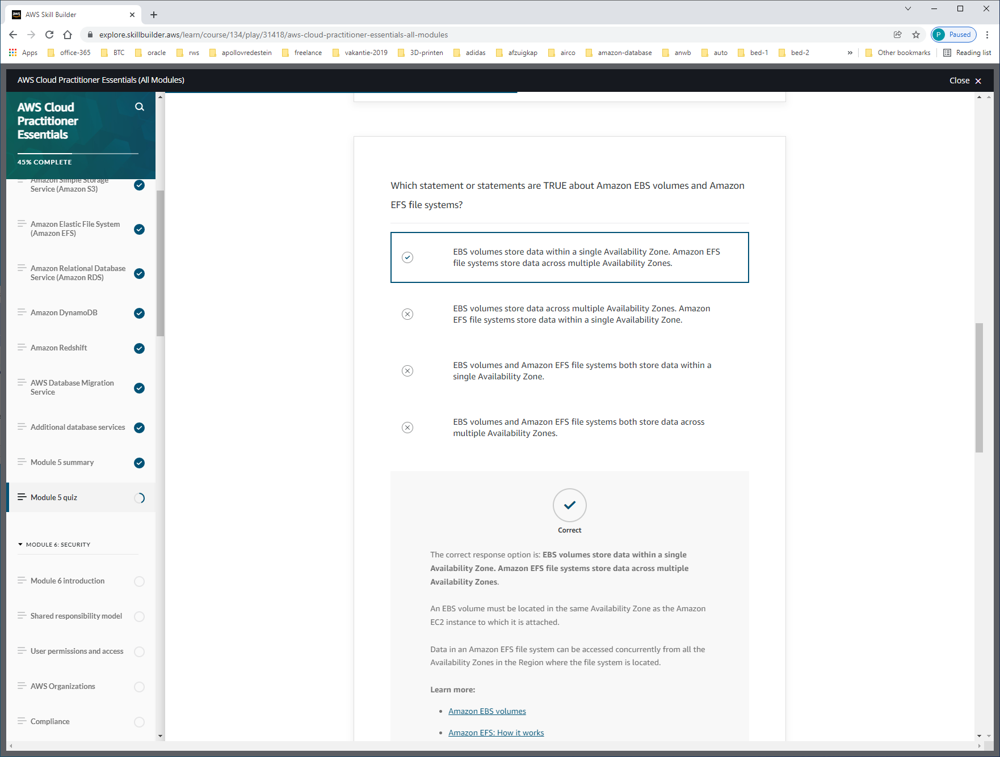 AWS Skill Builder
explore.skillbuilder.aws/learn/course/134/play/31418/aws-cloud-practitioner-essentials-all-modules
P Paused
Apps office-365 BTC oracle rws apollovredestein freelance vakantie-2019 3D-printen adidas afzuigkap airco amazon-database anwb auto bed-1 bed-2 » Other bookmarks Reading list
AWS Cloud Practitioner Essentials (All Modules)
Close
AWS Cloud
Practitioner
Essentials
45% COMPLETE
Amazon Simple Storage
Service (Amazon S3)
Amazon Elastic File System
(Amazon EFS)
Amazon Relational Database
Service (Amazon RDS)
Amazon DynamoDB
Amazon Redshift
AWS Database Migration
Service
Additional database services
Module 5 summary
Module 5 quiz
MODULE 6: SECURITY
Module 6 introduction
Shared responsibility model
User permissions and access
AWS Organizations
Compliance
Which statement or statements are TRUE about Amazon EBS volumes and Amazon
EFS file systems?
EBS volumes store data within a single Availability Zone. Amazon EFS
file systems store data across multiple Availability Zones.
EBS volumes store data across multiple Availability Zones. Amazon
EFS file systems store data within a single Availability Zone.
EBS volumes and Amazon EFS file systems both store data within a
single Availability Zone.
EBS volumes and Amazon EFS file systems both store data across
multiple Availability Zones.
Correct
The correct response option is: EBS volumes store data within a single
Availability Zone. Amazon EFS file systems store data across multiple
Availability Zones.
An EBS volume must be located in the same Availability Zone as the Amazon
EC2 instance to which it is attached.
Data in an Amazon EFS file system can be accessed concurrently from all the
Availability Zones in the Region where the file system is located.
Learn more:
• Amazon EBS volumes
• Amazon EFS: How it works